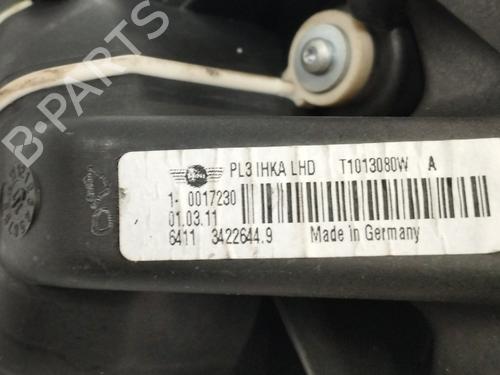 PL3 IHKA LHD T1013080W A
1- 0017230
01.03.11
6411 3422644.9 Made in Germany
B-PARTS